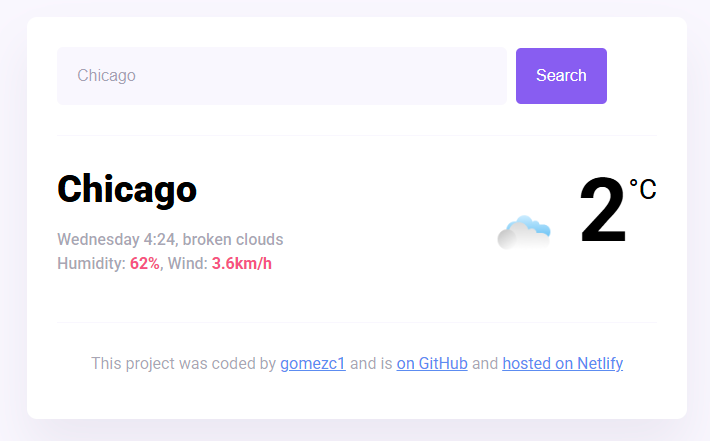 Chicago
Search
Chicago
2
°C
Wednesday 4:24, broken clouds
Humidity: 62%, Wind: 3.6km/h
This project was coded by gomezc1 and is on GitHub and hosted on Netlify